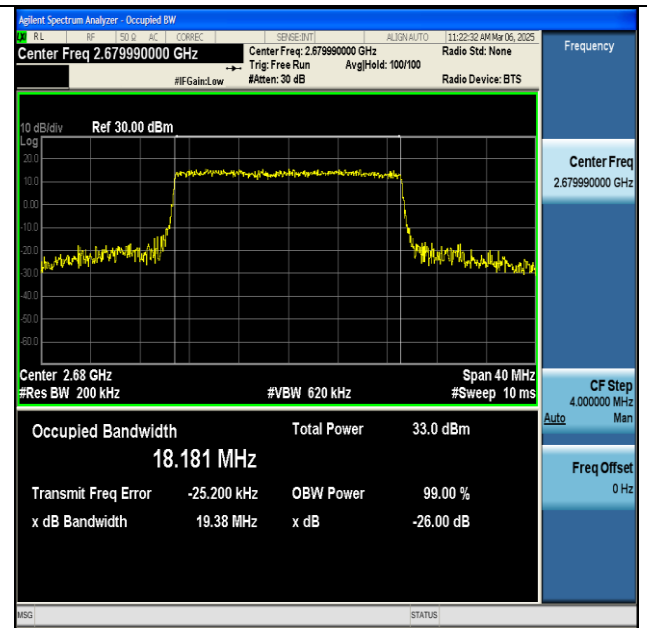 Agilent Spectrum Analyzer - Occupied BW
RL RF 50 Ω AC CORREC SENSE:INT ALIGN AUTO 11:22:32 AM Mar 06, 2025
Center Freq 2.679990000 GHz Center Freq: 2.679990000 GHz Radio Std: None
Trig: Free Run Avg|Hold: 100/100
#IFGain:Low #Atten: 30 dB Radio Device: BTS
Frequency
10 dB/div Ref 30.00 dBm
Log
20.0
10.0
0.00
-10.0
-20.0
-30.0
-40.0
-50.0
-60.0
Center 2.68 GHz Span 40 MHz
#Res BW 200 kHz #VBW 620 kHz #Sweep 10 ms
Occupied Bandwidth Total Power 33.0 dBm
18.181 MHz
Transmit Freq Error -25.200 kHz OBW Power 99.00 %
x dB Bandwidth 19.38 MHz x dB -26.00 dB
Center Freq
2.679990000 GHz
CF Step
4.000000 MHz
Auto Man
Freq Offset
0 Hz
MSG STATUS